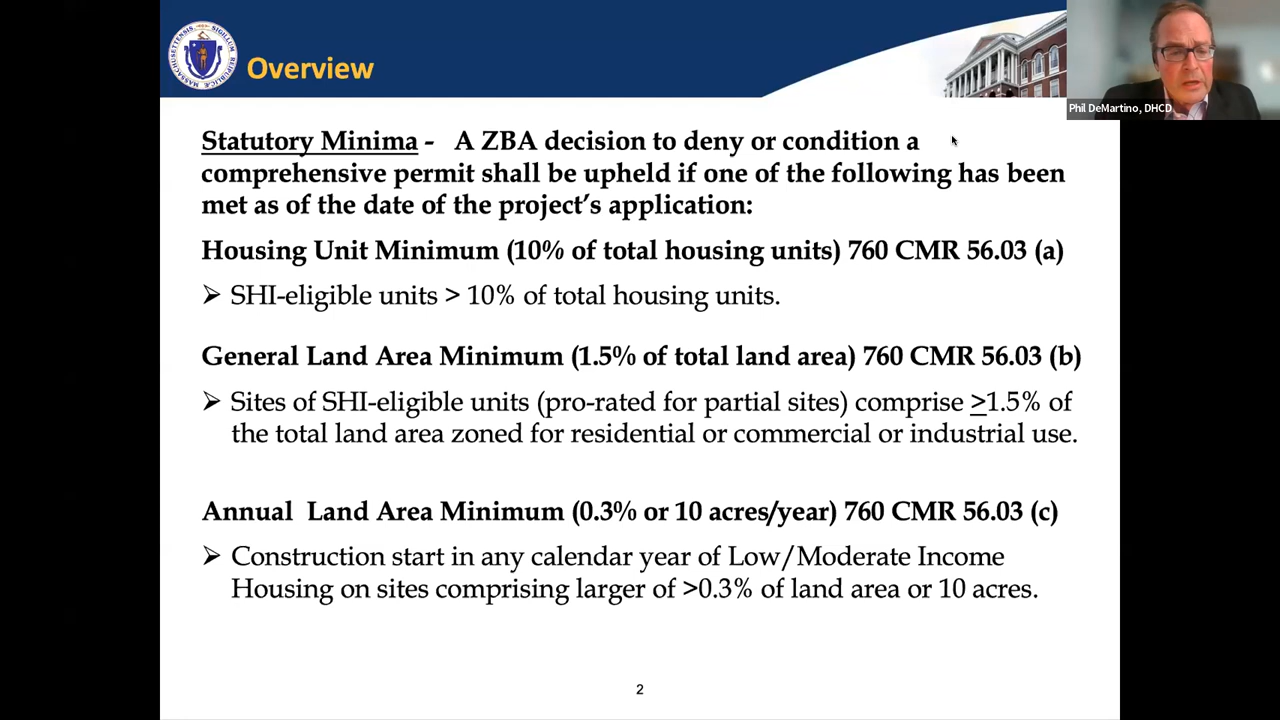 Overview
Phil DeMartino, DHCD
Statutory Minima - A ZBA decision to deny or condition a
comprehensive permit shall be upheld if one of the following has been
met as of the date of the project's application:
Housing Unit Minimum (10% of total housing units) 760 CMR 56.03 (a)
➢ SHI-eligible units > 10% of total housing units.
General Land Area Minimum (1.5% of total land area) 760 CMR 56.03 (b)
➢ Sites of SHI-eligible units (pro-rated for partial sites) comprise >1.5% of
the total land area zoned for residential or commercial or industrial use.
Annual Land Area Minimum (0.3% or 10 acres/year) 760 CMR 56.03 (c)
➢ Construction start in any calendar year of Low/Moderate Income
Housing on sites comprising larger of >0.3% of land area or 10 acres.
2